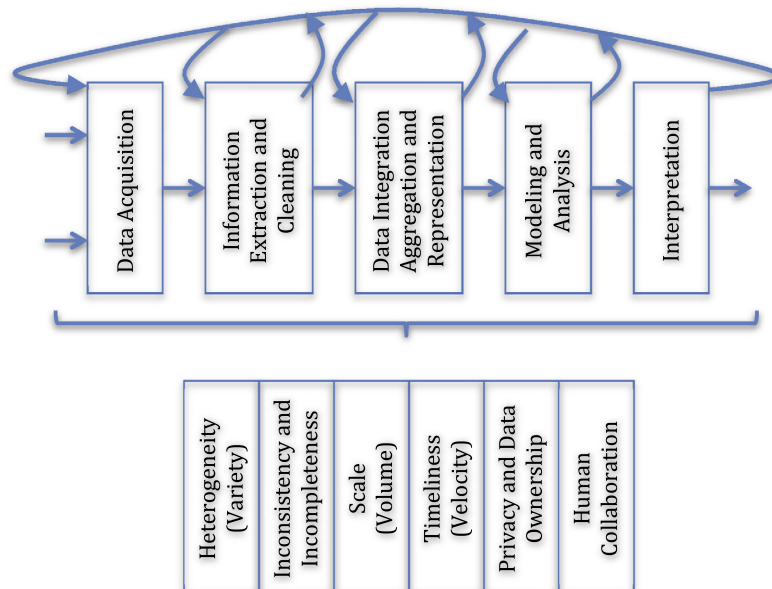 Data Acquisition
Information
Extraction and
Cleaning
Data Integration
Aggregation and
Representation
Modeling and
Analysis
Interpretation
Heterogeneity
(Variety)
Inconsistency and
Incompleteness
Scale
(Volume)
Timeliness
(Velocity)
Privacy and Data
Ownership
Human
Collaboration